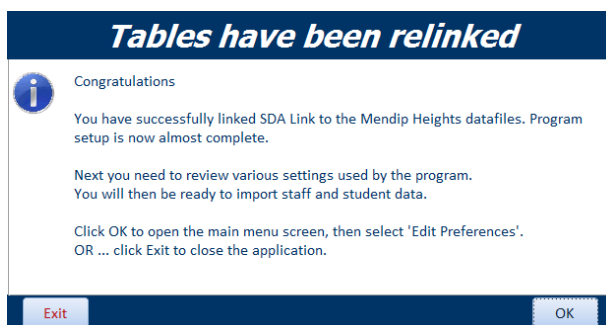 Tables have been relinked
Congratulations
You have successfully linked SDA Link to the Mendip Heights datafiles. Program
setup is now almost complete.
Next you need to review various settings used by the program.
You will then be ready to import staff and student data.
Click OK to open the main menu screen, then select 'Edit Preferences'.
OR ... click Exit to close the application.
Exit
OK